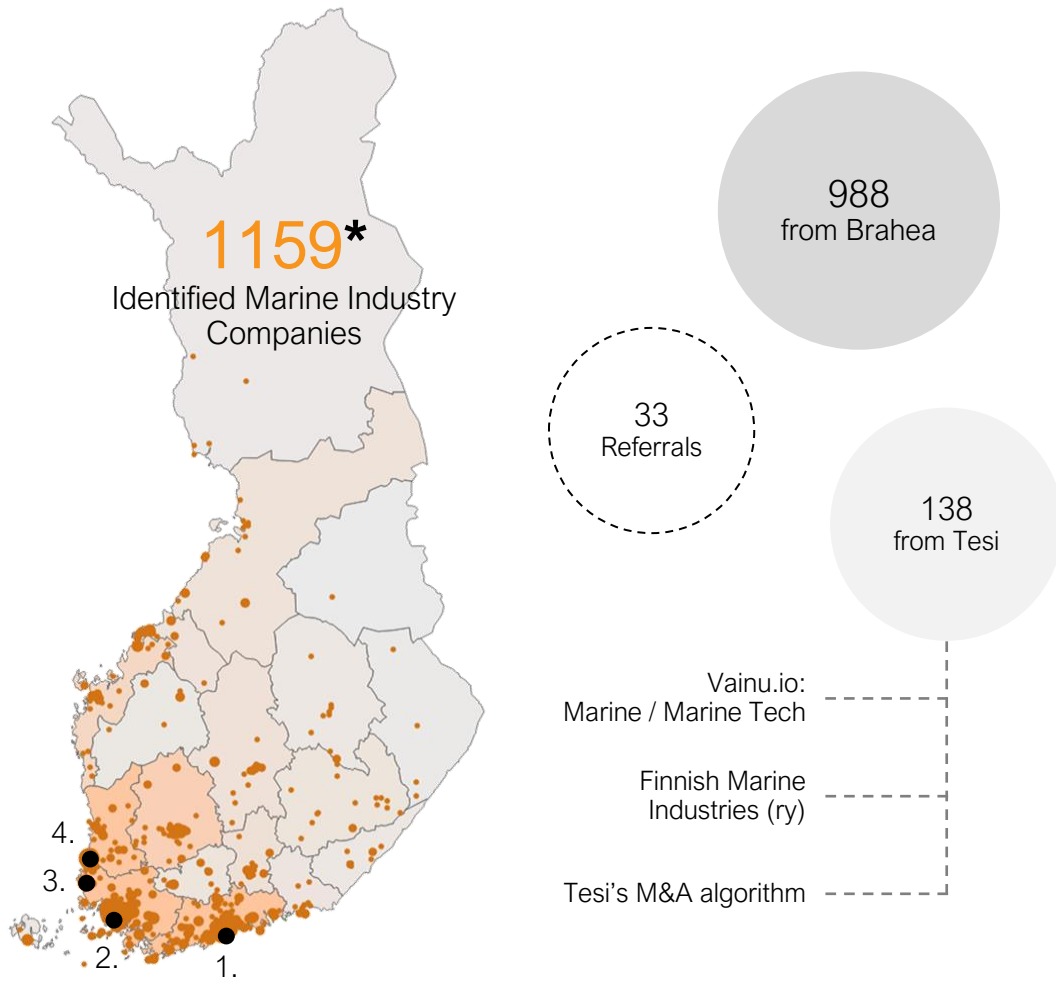 1159*
Identified Marine Industry
Companies
988
from Brahea
33
Referrals
138
from Tesi
Vainu.io:
Marine / Marine Tech
Finnish Marine
Industries (ry)
Tesi's M&A algorithm
4.
3.
2.
1.